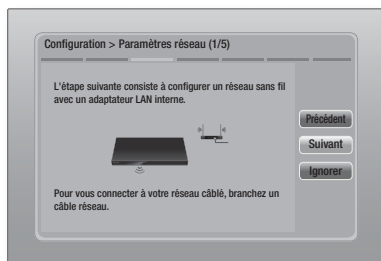 Configuration > Paramètres réseau (1/5)
L'étape suivante consiste à configurer un réseau sans fil
avec un adaptateur LAN interne.
Pour vous connecter à votre réseau câblé, branchez un
câble réseau.
Précédent
Suivant
Ignorer